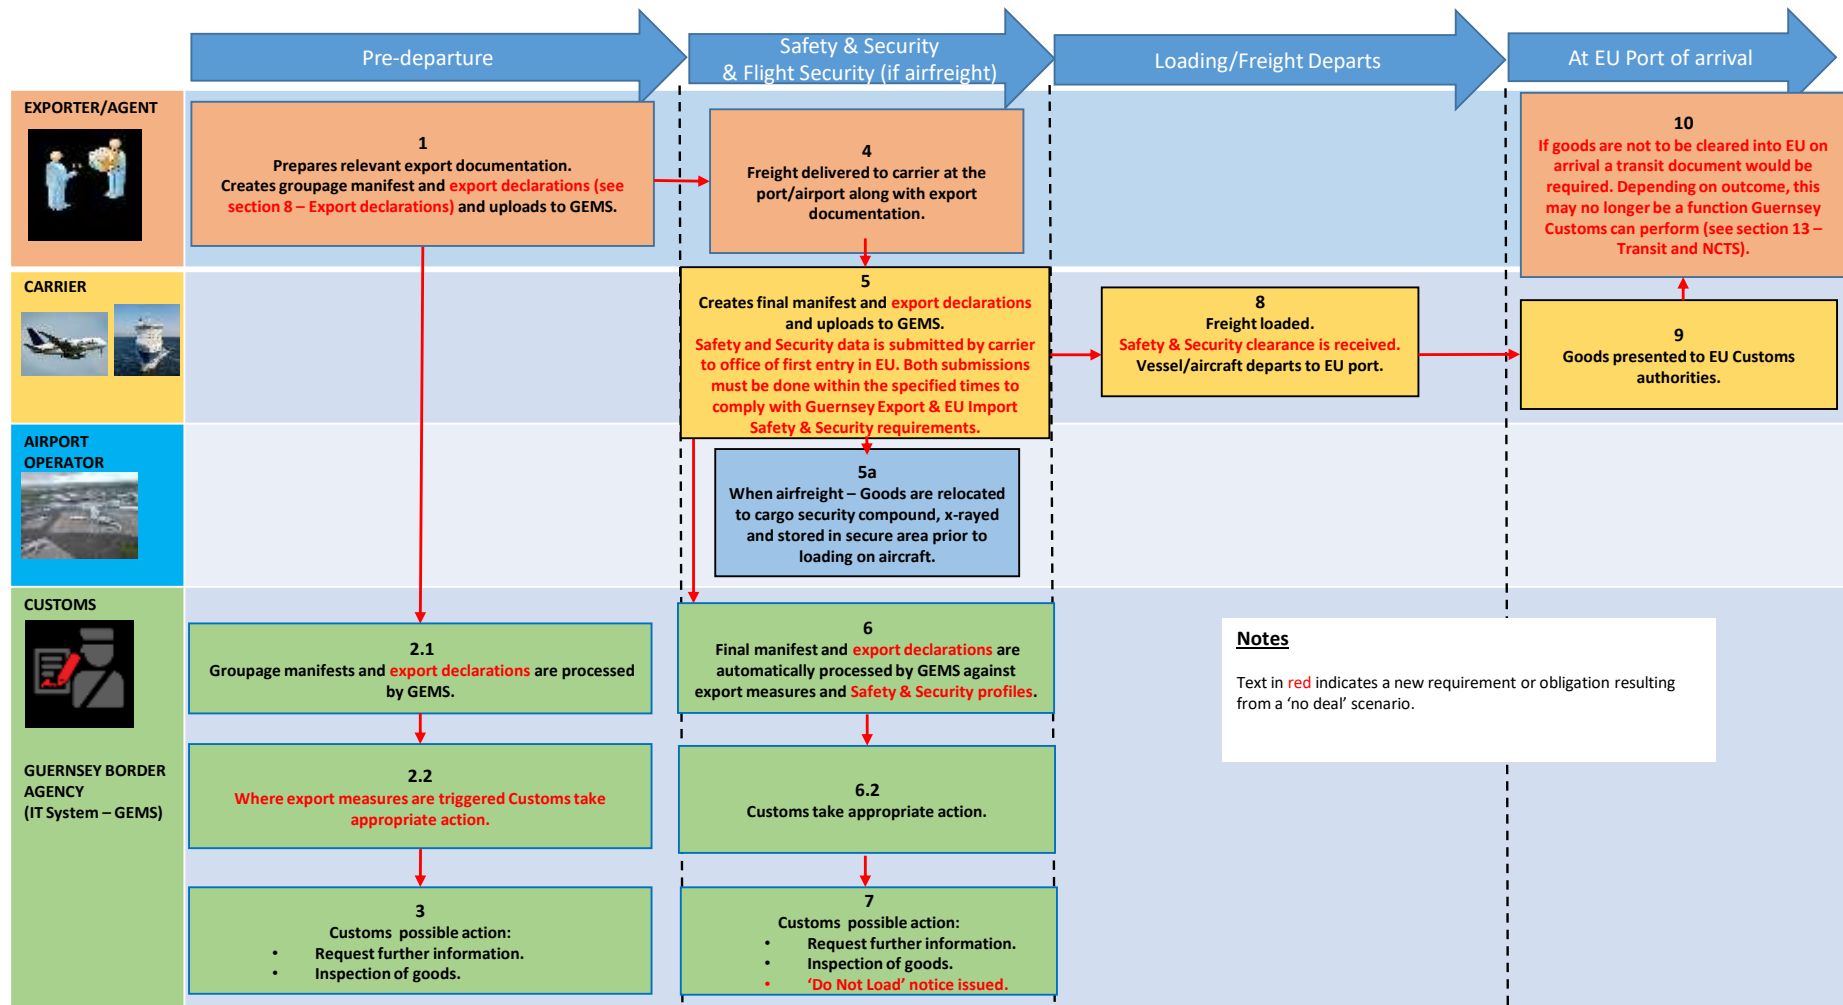 Pre-departure
Safety & Security
& Flight Security (if airfreight)
Loading/Freight Departs
At EU Port of arrival
EXPORTER/AGENT
1
Prepares relevant export documentation.
Creates groupage manifest and export declarations (see
section 8 – Export declarations) and uploads to GEMS.
4
Freight delivered to carrier at the
port/airport along with export
documentation.
10
If goods are not to be cleared into EU on
arrival a transit document would be
required. Depending on outcome, this
may no longer be a function Guernsey
Customs can perform (see section 13 –
Transit and NCTS).
CARRIER
5
Creates final manifest and export declarations
and uploads to GEMS.
Safety and Security data is submitted by carrier
to office of first entry in EU. Both submissions
must be done within the specified times to
comply with Guernsey Export & EU Import
Safety & Security requirements.
8
Freight loaded.
Safety & Security clearance is received.
Vessel/aircraft departs to EU port.
9
Goods presented to EU Customs
authorities.
AIRPORT
OPERATOR
5a
When airfreight – Goods are relocated
to cargo security compound, x-rayed
and stored in secure area prior to
loading on aircraft.
CUSTOMS
GUERNSEY BORDER
AGENCY
(IT System – GEMS)
2.1
Groupage manifests and export declarations are processed
by GEMS.
6
Final manifest and export declarations are
automatically processed by GEMS against
export measures and Safety & Security profiles.
2.2
Where export measures are triggered Customs take
appropriate action.
6.2
Customs take appropriate action.
3
Customs possible action:
• Request further information.
• Inspection of goods.
7
Customs possible action:
• Request further information.
• Inspection of goods.
• ‘Do Not Load’ notice issued.
Notes
Text in red indicates a new requirement or obligation resulting
from a ‘no deal’ scenario.